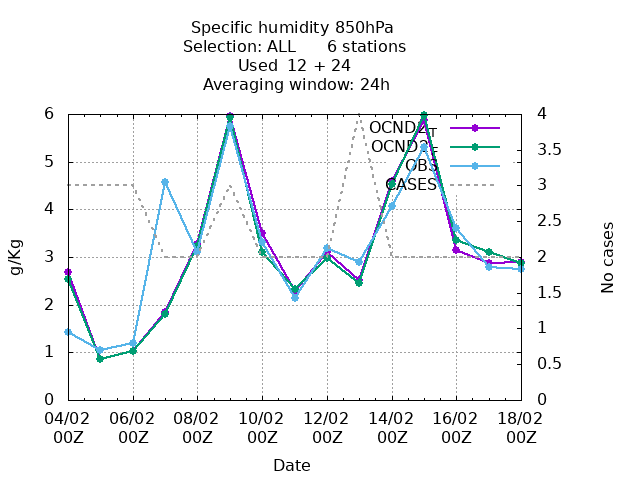 Specific humidity 850hPa
Selection: ALL 6 stations
Used 12 + 24
Averaging window: 24h
6
5
4
3
2
1
0
g/Kg
4
3.5
3
2.5
2
1.5
1
0.5
0
No cases
OBS
CASES
04/02 06/02 08/02 10/02 12/02 14/02 16/02 18/02
00Z 00Z 00Z 00Z 00Z 00Z 00Z 00Z
Date